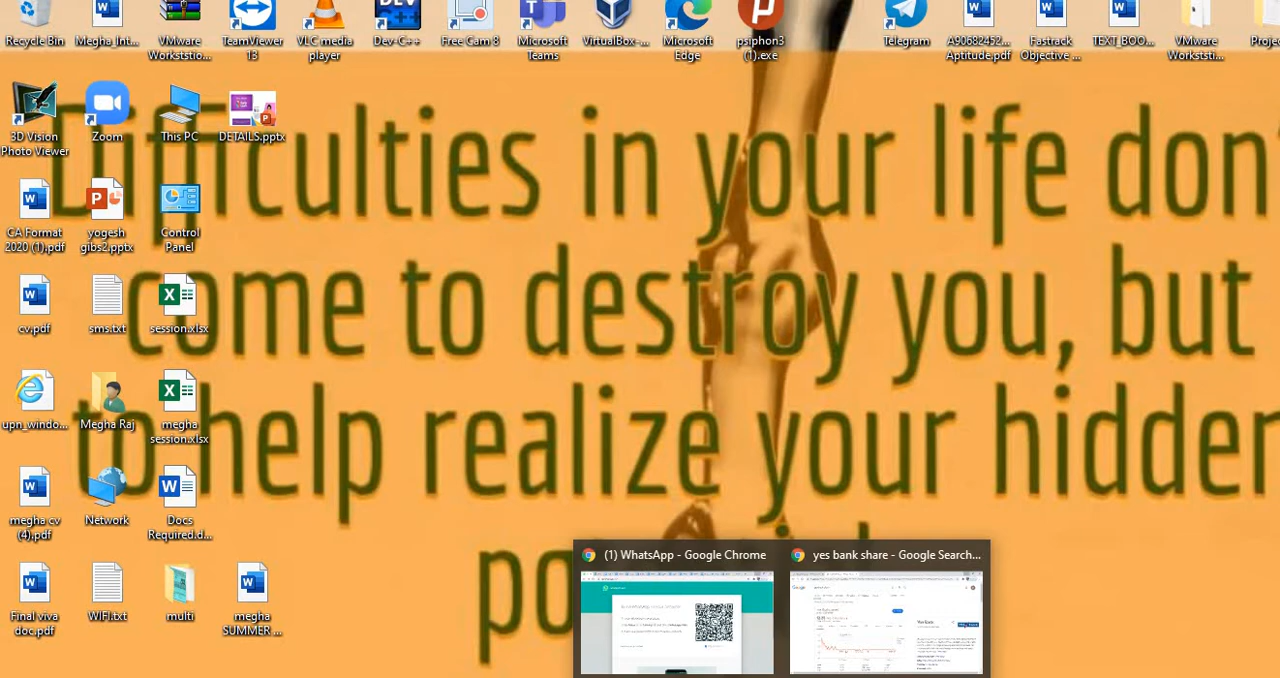 Recycle Bin
Megha_Int...
VMware
Workstatio...
TeamViewer
13
VLC media
player
Dev-C++
Free Cam 8
Microsoft
Teams
VirtualBox-...
Microsoft
Edge
psiphon3
(1).exe
Telegram
A90682452...
Aptitude.pdf
Fastrack
Objective ...
TEXT_BOO...
VMware
Workststi...
Projec
3D Vision
Photo Viewer
Zoom
This PC
DETAILS.pptx
CA Format
2020 (1).pdf
yogesh
gibs2.pptx
Control
Panel
cv.pdf
sms.txt
session.xlsx
upn_windo...
Megha Raj
megha
session.xlsx
megha cv
(4).pdf
Network
Docs
Required.d...
Final viva
doc.pdf
WIFI.txt
multi
megha
SUMMER ...
Difficulties in your life don'
come to destroy you, but
to help realize your hidden
po
(1) WhatsApp - Google Chrome
yes bank share - Google Search...